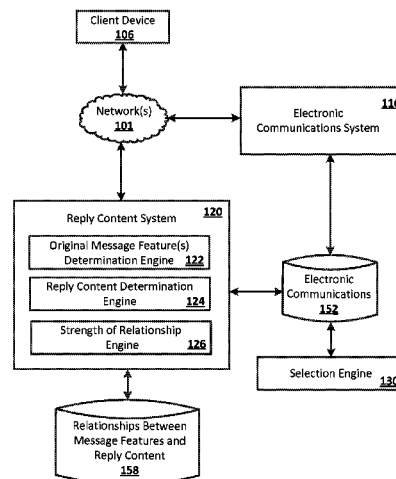 Client Device
106
Network(s)
101
110
Electronic
Communications System
Reply Content System
120
Original Message Feature(s)
Determination Engine
122
Reply Content Determination
Engine
124
Strength of Relationship
Engine
126
Electronic
Communications
152
Selection Engine
130
Relationships Between
Message Features and
Reply Content
158